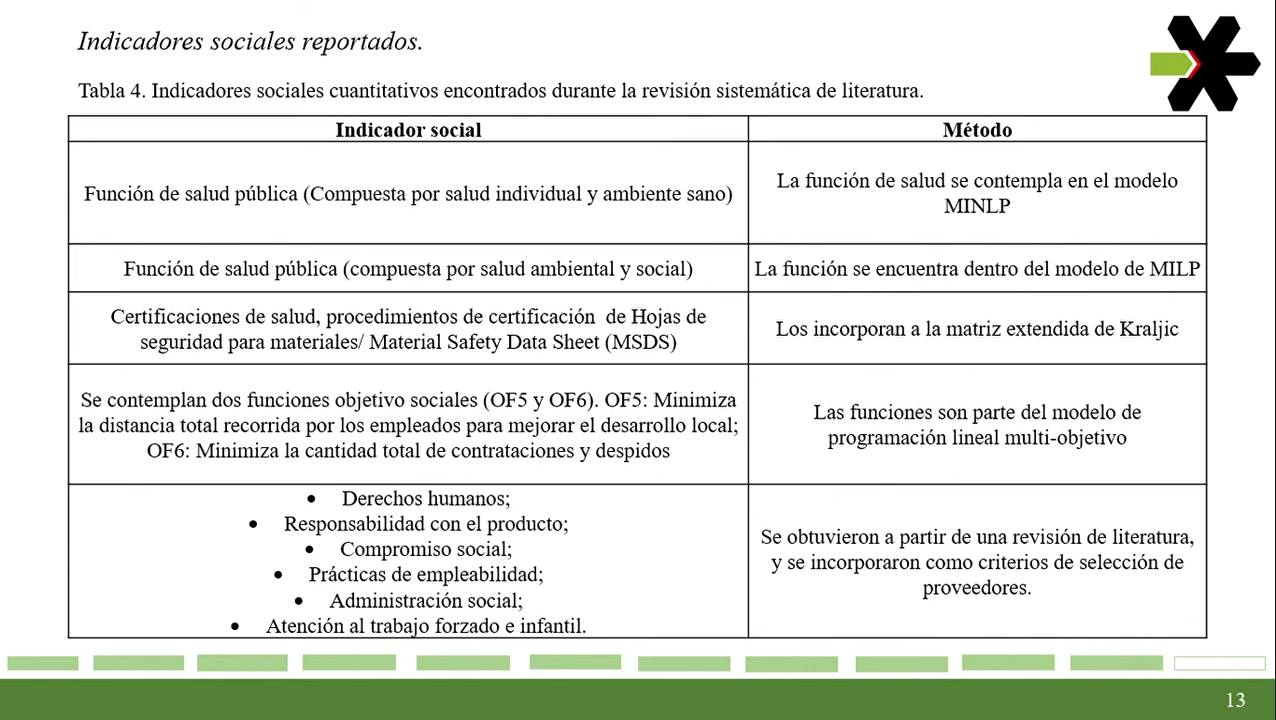 Indicadores sociales reportados.
Tabla 4. Indicadores sociales cuantitativos encontrados durante la revisión sistemática de literatura.
Indicador social
Método
Función de salud pública (Compuesta por salud individual y ambiente sano)
La función de salud se contempla en el modelo
MINLP
Función de salud pública (compuesta por salud ambiental y social)
La función se encuentra dentro del modelo de MILP
Certificaciones de salud, procedimientos de certificación de Hojas de
seguridad para materiales/ Material Safety Data Sheet (MSDS)
Los incorporan a la matriz extendida de Kraljic
Se contemplan dos funciones objetivo sociales (OF5 y OF6). OF5: Minimiza
la distancia total recorrida por los empleados para mejorar el desarrollo local;
OF6: Minimiza la cantidad total de contrataciones y despidos
Las funciones son parte del modelo de
programación lineal multi-objetivo
• Derechos humanos;
• Responsabilidad con el producto;
• Compromiso social;
• Prácticas de empleabilidad;
• Administración social;
• Atención al trabajo forzado e infantil.
Se obtuvieron a partir de una revisión de literatura,
y se incorporaron como criterios de selección de
proveedores.
13